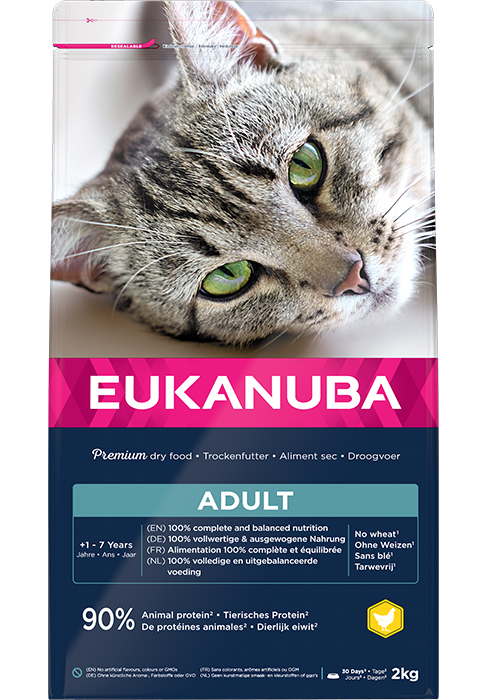 RESEALABLE
EUKANUBA
Premium dry food • Trockenfutter • Aliment sec • Droogvoer
ADULT
+1 - 7 Years
Jahre • Ans • Jaar
(EN) 100% complete and balanced nutrition
(DE) 100% vollwertige & ausgewogene Nahrung
(FR) Alimentation 100% complète et équilibrée
(NL) 100% volledige en uitgebalanceerde
voeding
No wheat¹
Ohne Weizen¹
Sans blé¹
Tarwevrij¹
90%
Animal protein² • Tierisches Protein²
De protéines animales² • Dierlijk eiwit²
(EN) No artificial flavours, colours or GMOs
(DE) Ohne künstliche Arome-, Farbstoffe oder GVO
(FR) Sans colorants, arômes artificiels ou OGM
(NL) Geen kunstmatige smaak- en kleurstoffen of ggo's
30 Days³ • Tage³
Jours³ • Dagen³
2kg